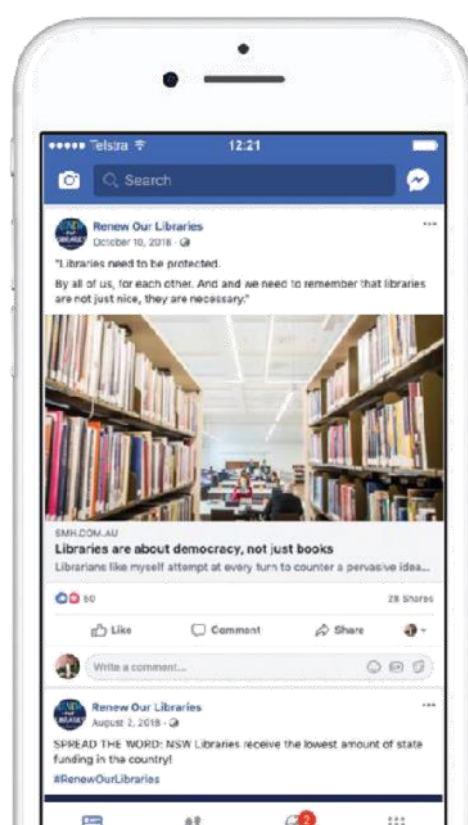 Telstra 12:21
Search
Renew Our Libraries
October 10, 2018
"Libraries need to be protected.
By all of us, for each other. And and we need to remember that libraries
are not just nice, they are necessary."
SMH.COM.AU
Libraries are about democracy, not just books
Librarians like myself attempt at every turn to counter a pervasive idea...
60 28 Shares
Like Comment Share
Write a comment...
Renew Our Libraries
August 2, 2018
SPREAD THE WORD: NSW Libraries receive the lowest amount of state
funding in the country!
#RenewOurLibraries
2